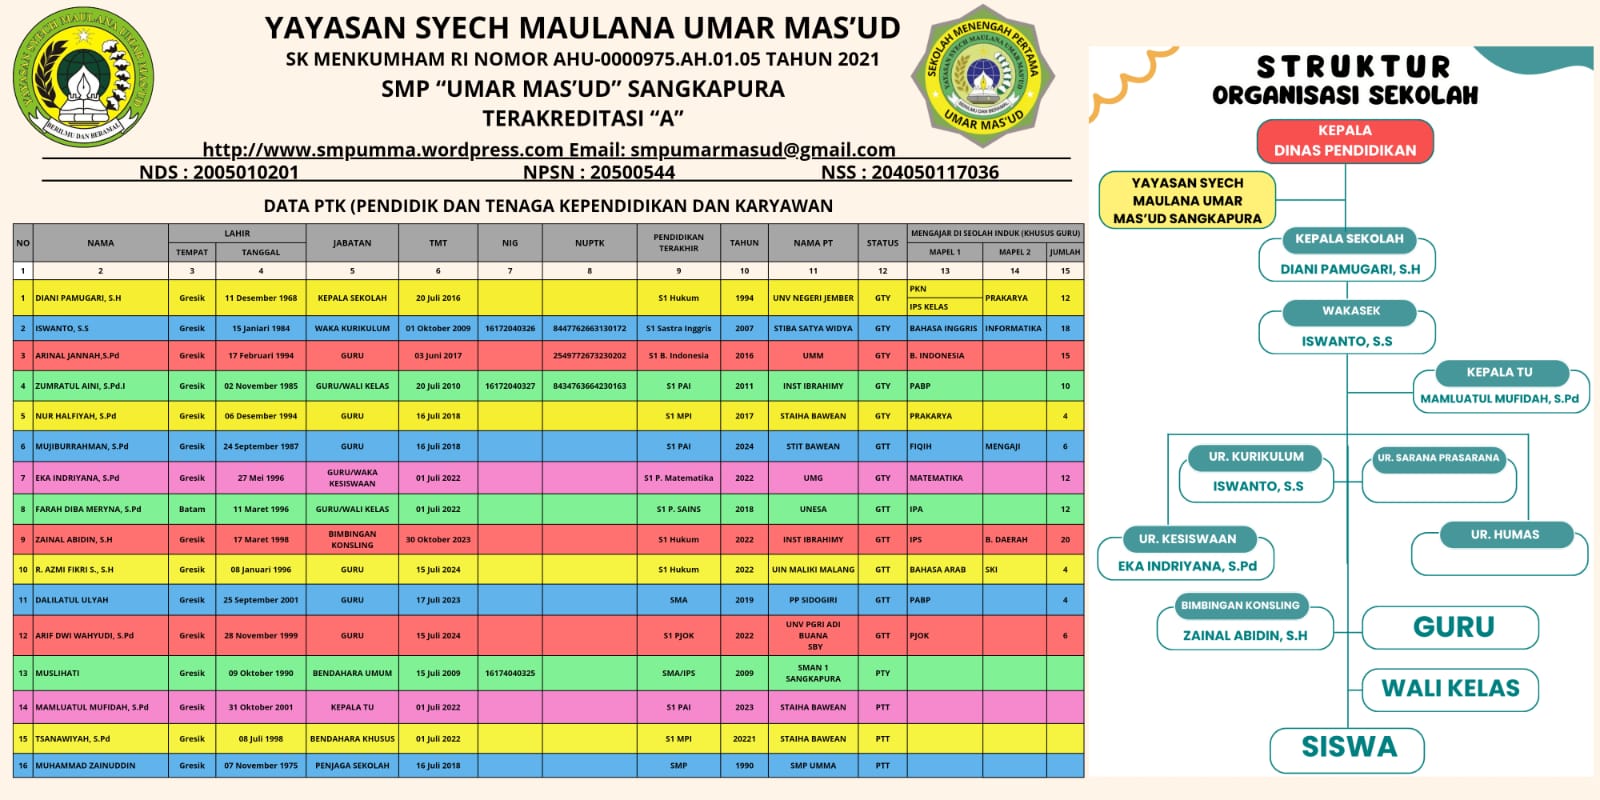 YAYASAN SYECH MAULANA UMAR MAS'UD
SK MENKUMHAM RI NOMOR AHU-0000975.AH.01.05 TAHUN 2021
SMP “UMAR MAS'UD” SANGKAPURA
TERAKREDITASI “A”
http://www.smpumma.wordpress.com Email: smpumarmasud@gmail.com
NDS : 2005010201 NPSN : 20500544 NSS : 204050117036
YAYASAN SYECH MAULANA UMAR MAS'UD
BERILMU DAN BERAMAL
SEKOLAH MENENGAH PERTAMA
YAYASAN SYECH MAULANA UMAR MAS'UD
BERILMU DAN BERAMAL
UMAR MAS'UD
DATA PTK (PENDIDIK DAN TENAGA KEPENDIDIKAN DAN KARYAWAN
NO NAMA LAHIR JABATAN TMT NIG NUPTK PENDIDIKAN TERAKHIR TAHUN NAMA PT STATUS MENGAJAR DI SEOLAH INDUK (KHUSUS GURU)
TEMPAT TANGGAL MAPEL 1 MAPEL 2 JUMLAH
1 2 3 4 5 6 7 8 9 10 11 12 13 14 15
1 DIANI PAMUGARI, S.H Gresik 11 Desember 1968 KEPALA SEKOLAH 20 Juli 2016 S1 Hukum 1994 UNV NEGERI JEMBER GTY PKN IPS KELAS PRAKARYA 12
2 ISWANTO, S.S Gresik 15 Janiari 1984 WAKA KURIKULUM 01 Oktober 2009 16172040326 8447762663130172 S1 Sastra Inggris 2007 STIBA SATYA WIDYA GTY BAHASA INGGRIS INFORMATIKA 18
3 ARINAL JANNAH,S.Pd Gresik 17 Februari 1994 GURU 03 Juni 2017 2549772673230202 S1 B. Indonesia 2016 UMM GTY B. INDONESIA 15
4 ZUMRATUL AINI, S.Pd.I Gresik 02 November 1985 GURU/WALI KELAS 20 Juli 2010 16172040327 8434763664230163 S1 PAI 2011 INST IBRAHIMY GTY PABP 10
5 NUR HALFIYAH, S.Pd Gresik 06 Desember 1994 GURU 16 Juli 2018 S1 MPI 2017 STAIHA BAWEAN GTY PRAKARYA 4
6 MUJIBURRAHMAN, S.Pd Gresik 24 September 1987 GURU 16 Juli 2018 S1 PAI 2024 STIT BAWEAN GTT FIQIH MENGAJI 6
7 EKA INDRIYANA, S.Pd Gresik 27 Mei 1996 GURU/WAKA KESISWAAN 01 Juli 2022 S1 P. Matematika 2022 UMG GTY MATEMATIKA 12
8 FARAH DIBA MERYNA, S.Pd Batam 11 Maret 1996 GURU/WALI KELAS 01 Juli 2022 S1 P. SAINS 2018 UNESA GTT IPA 12
9 ZAINAL ABIDIN, S.H Gresik 17 Maret 1998 BIMBINGAN KONSLING 30 Oktober 2023 S1 Hukum 2022 INST IBRAHIMY GTT IPS B. DAERAH 20
10 R. AZMI FIKRI S., S.H Gresik 08 Januari 1996 GURU 15 Juli 2024 S1 Hukum 2022 UIN MALIKI MALANG GTT BAHASA ARAB SKI 4
11 DALILATUL ULYAH Gresik 25 September 2001 GURU 17 Juli 2023 SMA 2019 PP SIDOGIRI GTT PABP 4
12 ARIF DWI WAHYUDI, S.Pd Gresik 28 November 1999 GURU 15 Juli 2024 S1 PJOK 2022 UNV PGRI ADI BUANA SBY GTT PJOK 6
13 MUSLIHATI Gresik 09 Oktober 1990 BENDAHARA UMUM 15 Juli 2009 16174040325 SMA/IPS 2009 SMAN 1 SANGKAPURA PTY
14 MAMLUATUL MUFIDAH, S.Pd Gresik 31 Oktober 2001 KEPALA TU 01 Juli 2022 S1 PAI 2023 STAIHA BAWEAN PTT
15 TSANAWIYAH, S.Pd Gresik 08 Juli 1998 BENDAHARA KHUSUS 01 Juli 2022 S1 MPI 20221 STAIHA BAWEAN PTT
16 MUHAMMAD ZAINUDDIN Gresik 07 November 1975 PENJAGA SEKOLAH 16 Juli 2018 SMP 1990 SMP UMMA PTT
STRUKTUR
ORGANISASI SEKOLAH
KEPALA
DINAS PENDIDIKAN
YAYASAN SYECH
MAULANA UMAR
MAS'UD SANGKAPURA
KEPALA SEKOLAH
DIANI PAMUGARI, S.H
WAKASEK
ISWANTO, S.S
KEPALA TU
MAMLUATUL MUFIDAH, S.Pd
UR. KURIKULUM
ISWANTO, S.S
UR. SARANA PRASARANA
UR. KESISWAAN
EKA INDRIYANA, S.Pd
UR. HUMAS
BIMBINGAN KONSLING
ZAINAL ABIDIN, S.H
GURU
WALI KELAS
SISWA